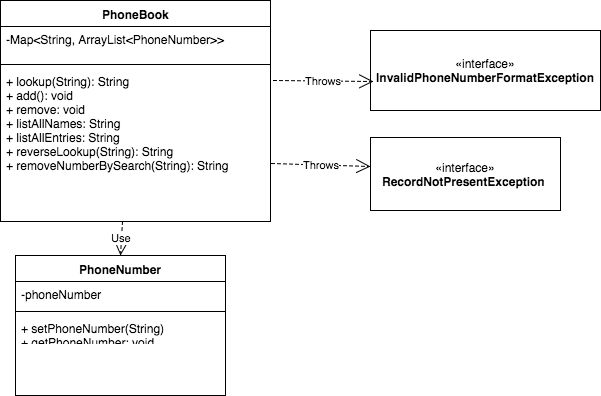 PhoneBook
-Map<String, ArrayList<PhoneNumber>>
+ lookup(String): String
+ add(): void
+ remove: void
+ listAllNames: String
+ listAllEntries: String
+ reverseLookup(String): String
+ removeNumberBySearch(String): String
Throws
«interface»
InvalidPhoneNumberFormatException
Throws
«interface»
RecordNotPresentException
Use
PhoneNumber
-phoneNumber
+ setPhoneNumber(String)
+ getPhoneNumber: void